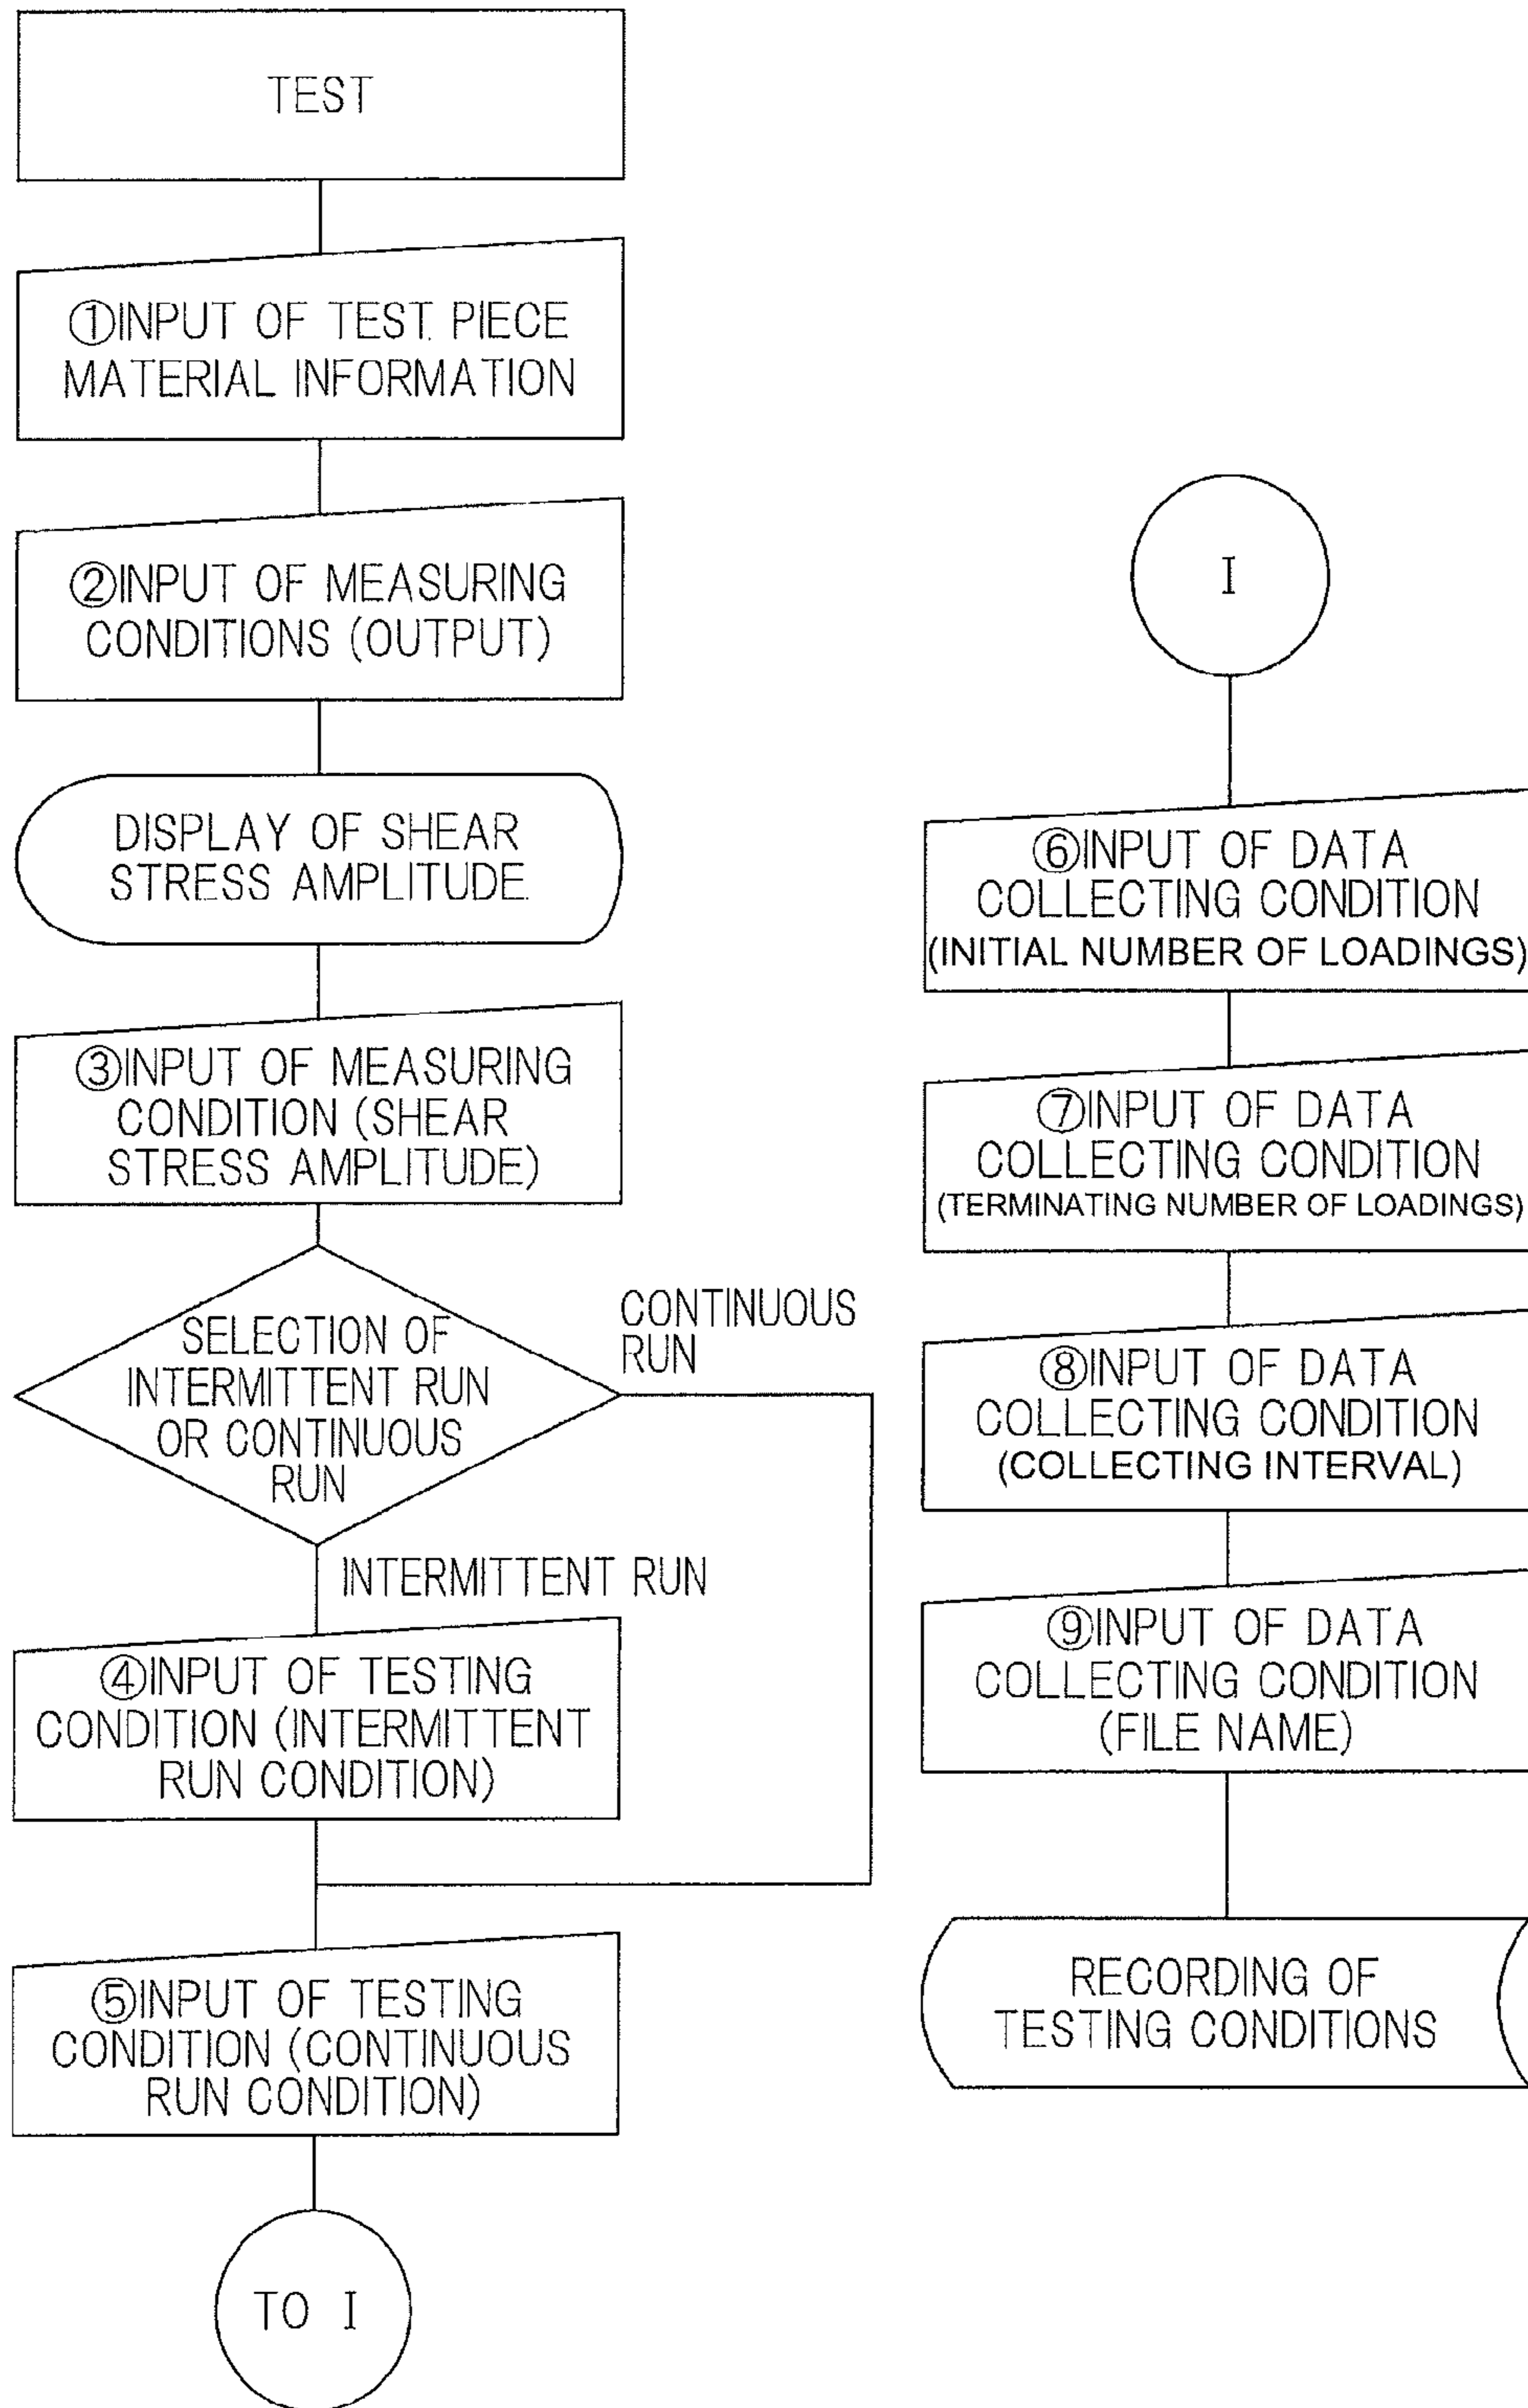 TEST
①INPUT OF TEST PIECE
MATERIAL INFORMATION
②INPUT OF MEASURING
CONDITIONS (OUTPUT)
DISPLAY OF SHEAR
STRESS AMPLITUDE
③INPUT OF MEASURING
CONDITION (SHEAR
STRESS AMPLITUDE)
SELECTION OF
INTERMITTENT RUN
OR CONTINUOUS
RUN
CONTINUOUS
RUN
INTERMITTENT RUN
④INPUT OF TESTING
CONDITION (INTERMITTENT
RUN CONDITION)
⑤INPUT OF TESTING
CONDITION (CONTINUOUS
RUN CONDITION)
TO I
I
⑥INPUT OF DATA
COLLECTING CONDITION
(INITIAL NUMBER OF LOADINGS)
⑦INPUT OF DATA
COLLECTING CONDITION
(TERMINATING NUMBER OF LOADINGS)
⑧INPUT OF DATA
COLLECTING CONDITION
(COLLECTING INTERVAL)
⑨INPUT OF DATA
COLLECTING CONDITION
(FILE NAME)
RECORDING OF
TESTING CONDITIONS